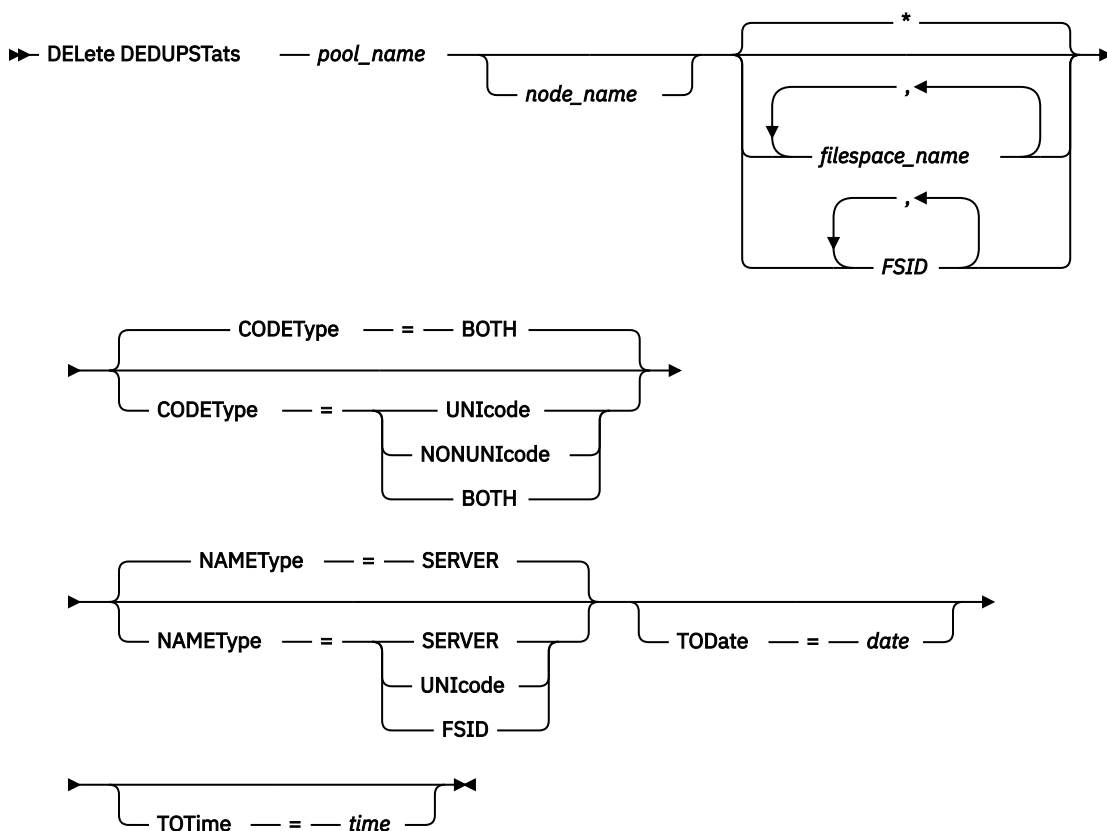 *
DELete DEDUPSTats pool_name
node_name
,
filespace_name
,
FSID
CODEType = BOTH
CODEType = UNIcode
NONUNIcode
BOTH
NAMEType = SERVER
NAMEType = SERVER
TODate = date
UNIcode
FSID
TOTime = time